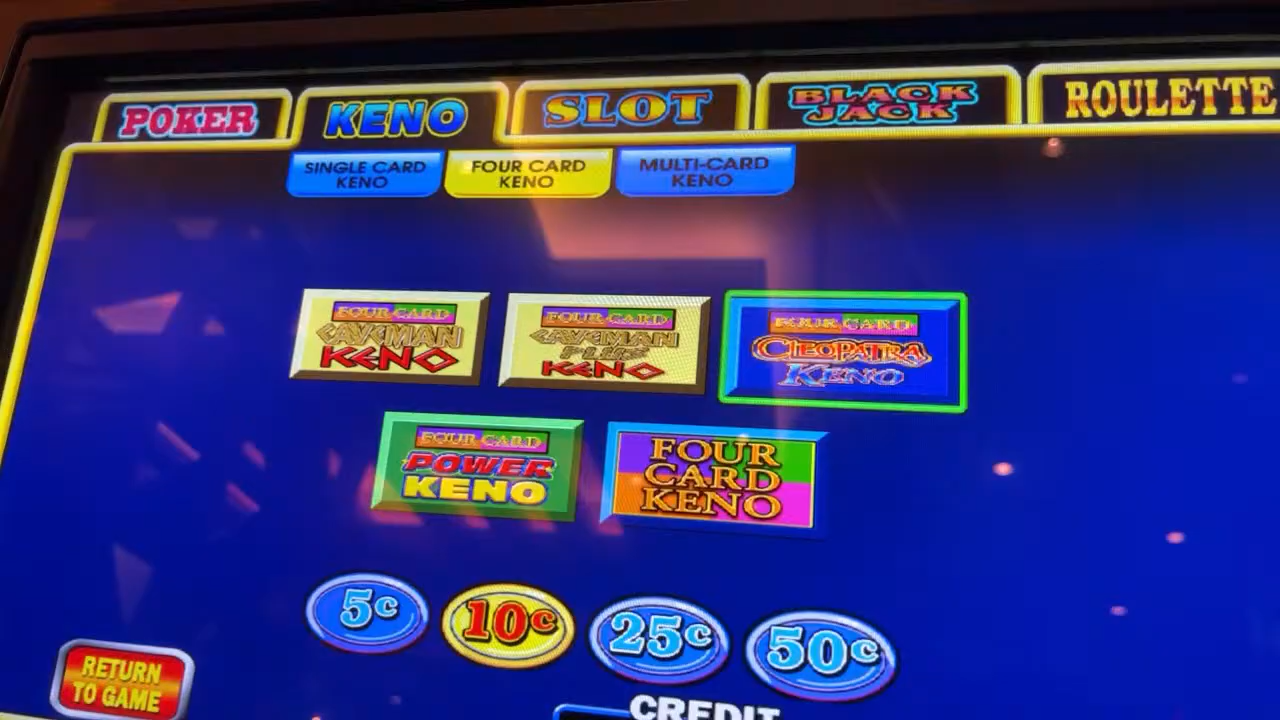 POKER
KENO
SLOT
BLACK
JACK
ROULETTE
SINGLE CARD
KENO
FOUR CARD
KENO
MULTI-CARD
KENO
FOUR CARD
CAVEMAN
KENO
FOUR CARD
CAVEMAN
PLUS
KENO
FOUR CARD
CLEOPATRA
KENO
FOUR CARD
POWER
KENO
FOUR
CARD
KENO
5¢
10¢
25¢
50¢
RETURN
TO GAME
CREDIT